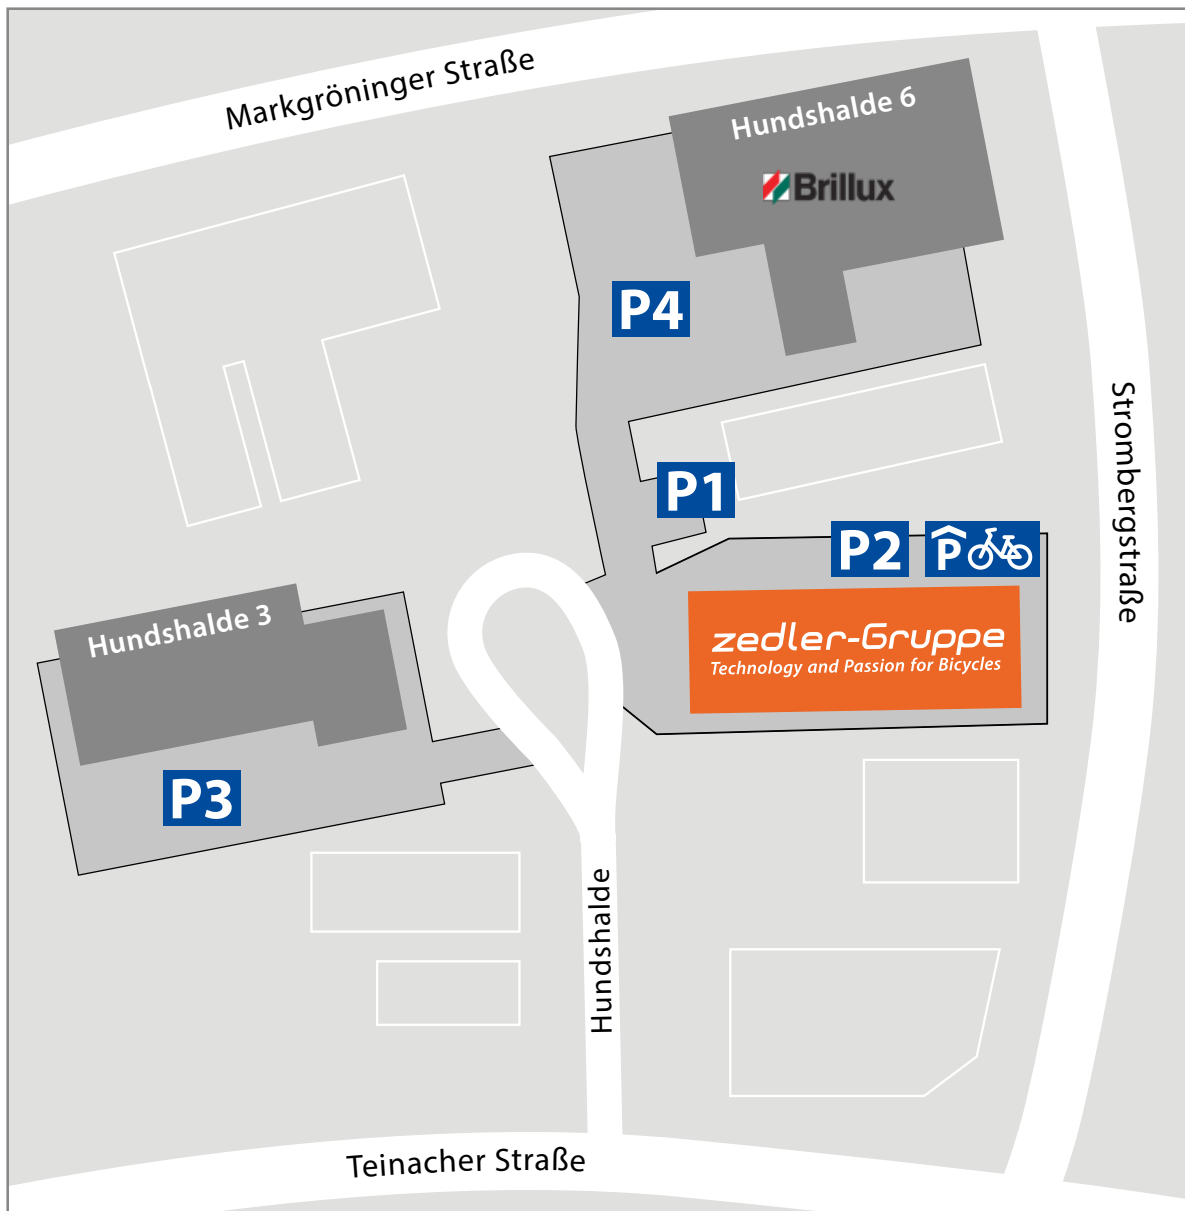 Markgröninger Straße
Hundshalde 6
Brillux
P4
Strombergstraße
P1
P2
P
Hundshalde 3
zedler-Gruppe
Technology and Passion for Bicycles
P3
Hundshalde
Teinacher Straße